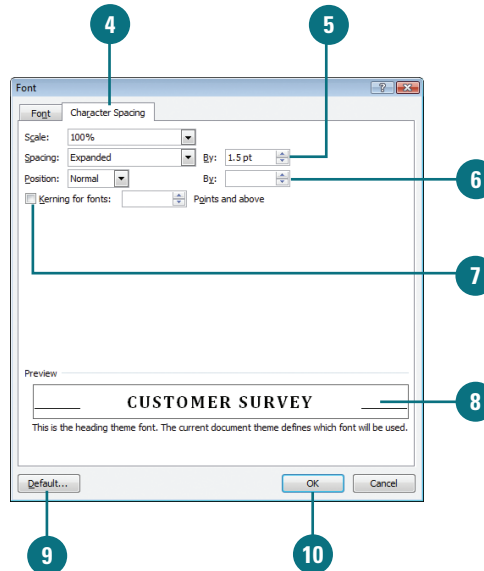 4
5
Font
Font Character Spacing
Scale: 100%
Spacing: Expanded By: 1.5 pt
Position: Normal By:
6
Kerning for fonts: Points and above
7
Preview
CUSTOMER SURVEY
8
This is the heading theme font. The current document theme defines which font will be used.
Default... OK Cancel
9
10